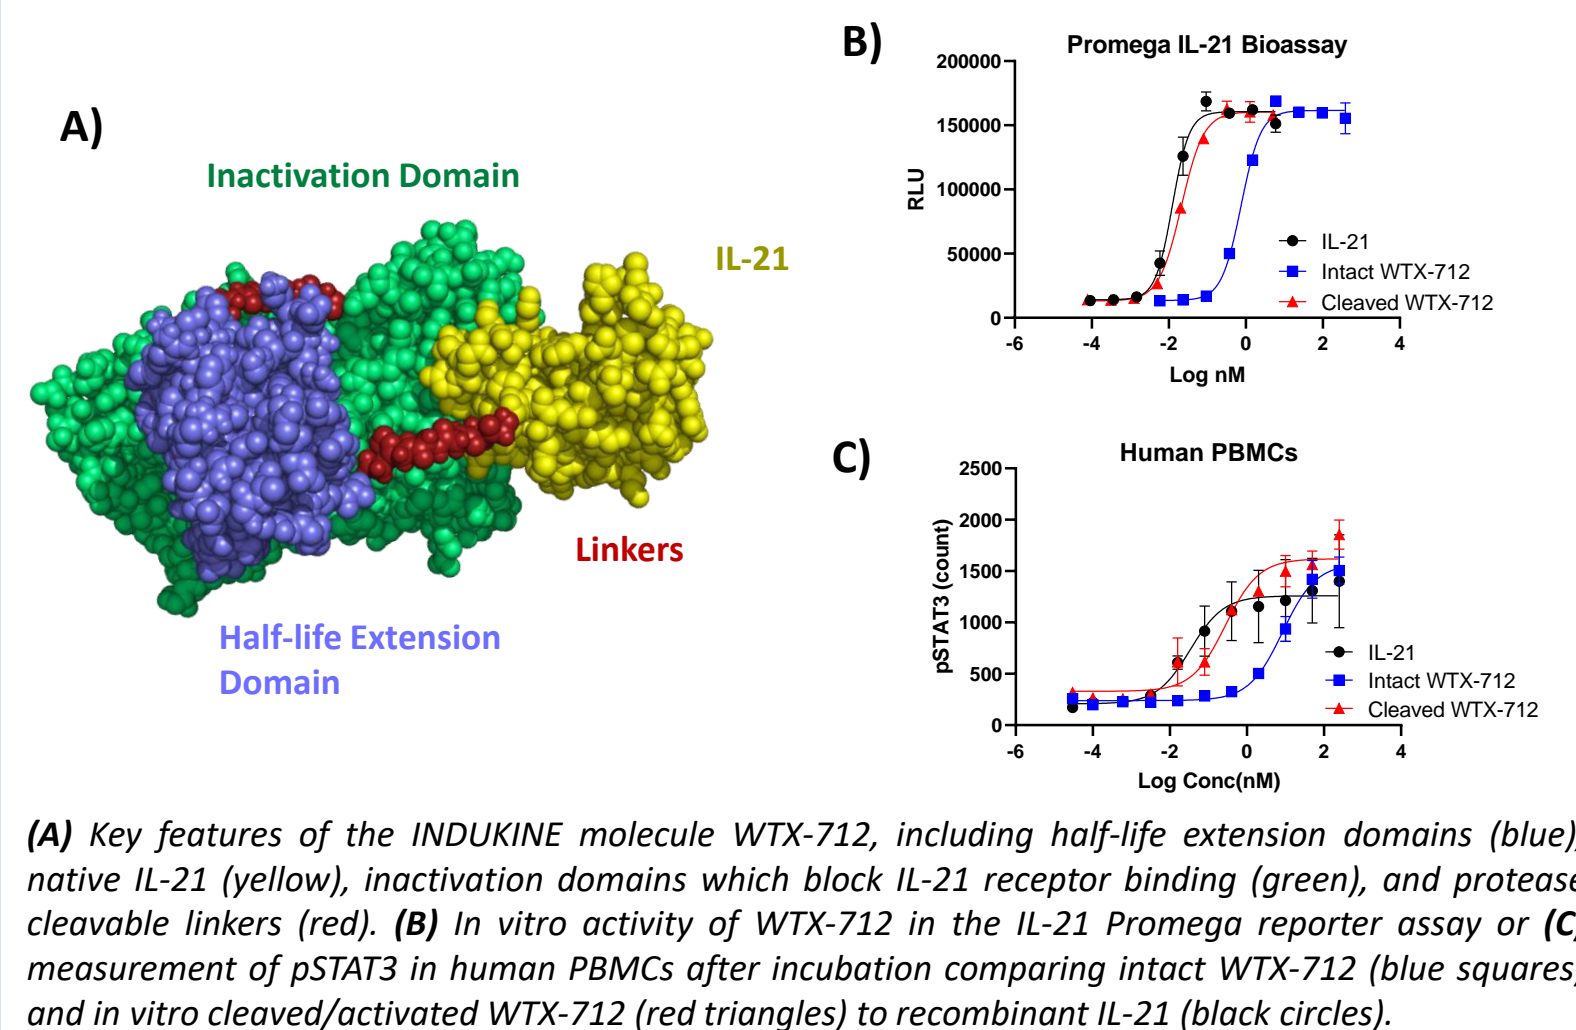 A)
Inactivation Domain
IL-21
Linkers
Half-life Extension
Domain
B)
Promega IL-21 Bioassay
200000
150000
100000
50000
0
RLU
-6 -4 -2 0 2 4
Log nM
IL-21
Intact WTX-712
Cleaved WTX-712
C)
Human PBMCs
2500
2000
1500
1000
500
0
pSTAT3 (count)
-6 -4 -2 0 2 4
Log Conc(nM)
IL-21
Intact WTX-712
Cleaved WTX-712
(A) Key features of the INDUKINE molecule WTX-712, including half-life extension domains (blue),
native IL-21 (yellow), inactivation domains which block IL-21 receptor binding (green), and protease
cleavable linkers (red). (B) In vitro activity of WTX-712 in the IL-21 Promega reporter assay or (C)
measurement of pSTAT3 in human PBMCs after incubation comparing intact WTX-712 (blue squares)
and in vitro cleaved/activated WTX-712 (red triangles) to recombinant IL-21 (black circles).